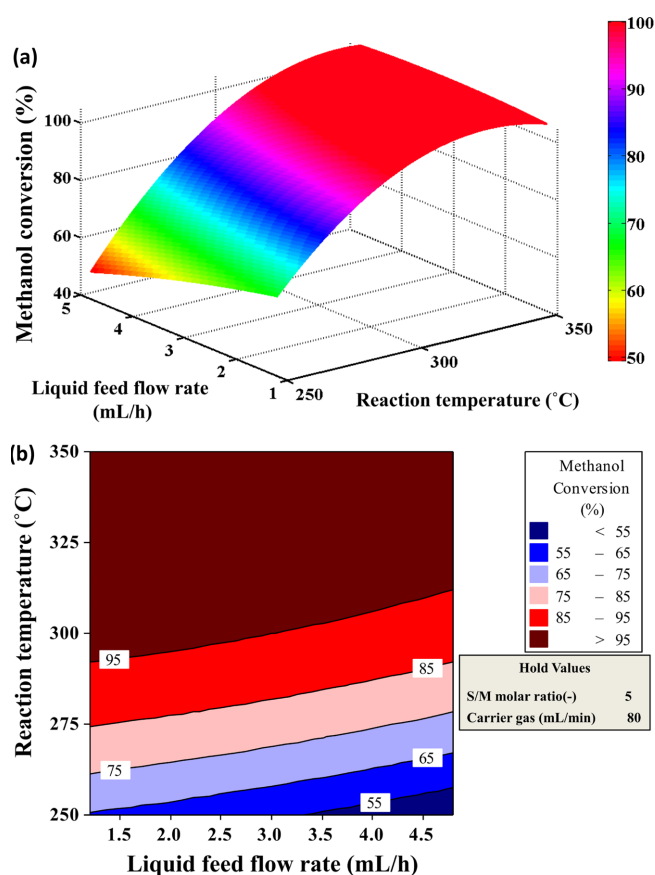 (a)
100
90
80
70
60
50
Methanol conversion (%)
100
80
60
40
5
4
3
2
1
Liquid feed flow rate
(mL/h)
250
300
350
Reaction temperature (˚C)
(b)
Reaction temperature (˚C)
350
325
300
275
250
95
85
75
65
55
1.5 2.0 2.5 3.0 3.5 4.0 4.5
Liquid feed flow rate (mL/h)
Methanol
Conversion
(%)
< 55
55 – 65
65 – 75
75 – 85
85 – 95
> 95
Hold Values
S/M molar ratio(-) 5
Carrier gas (mL/min) 80